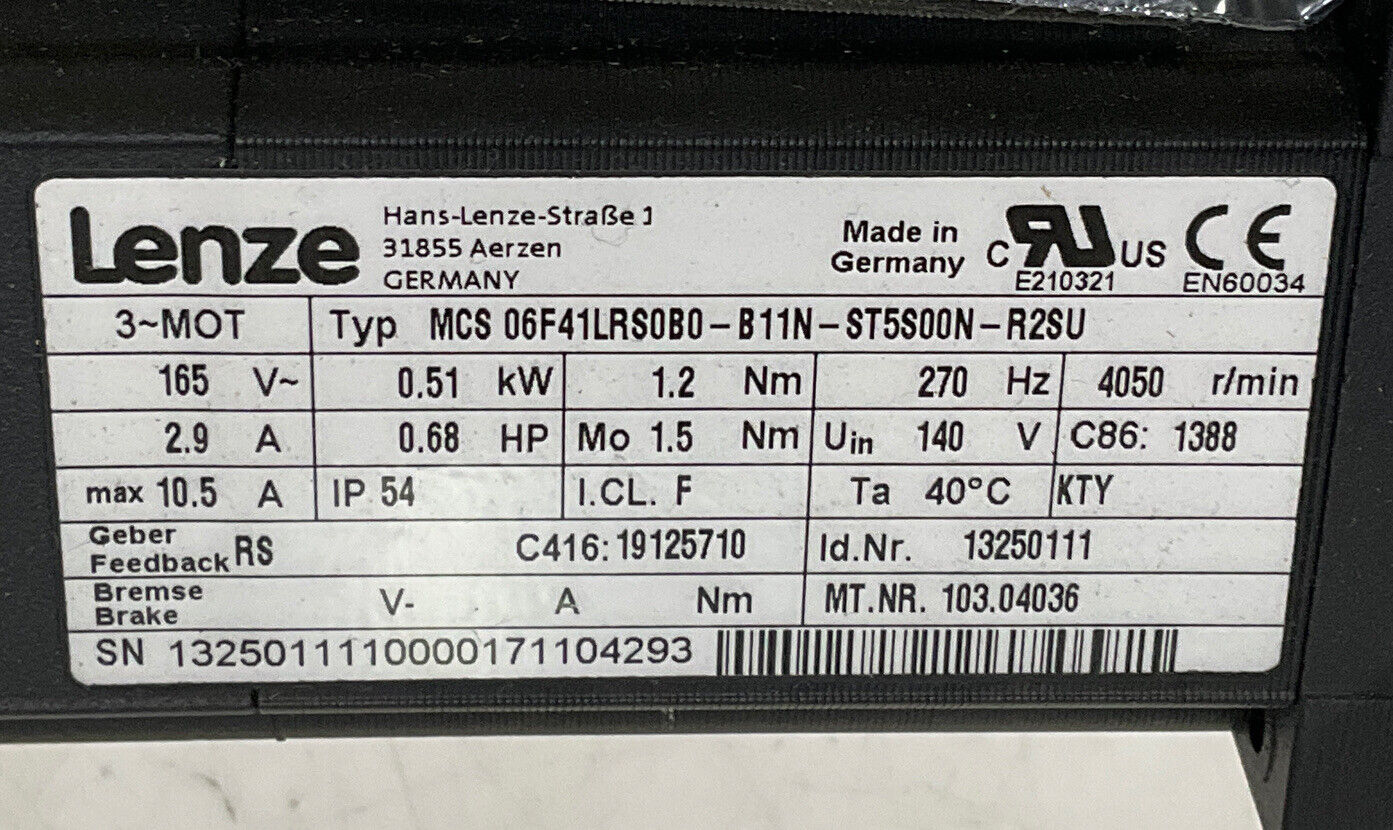 Lenze
Hans-Lenze-Straße 1
31855 Aerzen
GERMANY
Made in
Germany
C RU US
E210321
CE
EN60034
3~MOT Typ MCS 06F41LRS0B0-B11N-ST5S00N-R2SU
165 V~ 0.51 kW 1.2 Nm 270 Hz 4050 r/min
2.9 A 0.68 HP Mo 1.5 Nm Uin 140 V C86: 1388
max 10.5 A IP 54 I.CL. F Ta 40°C KTY
Geber
Feedback RS C416: 19125710 Id.Nr. 13250111
Bremse
Brake V- A Nm MT.NR. 103.04036
SN 1325011110000171104293